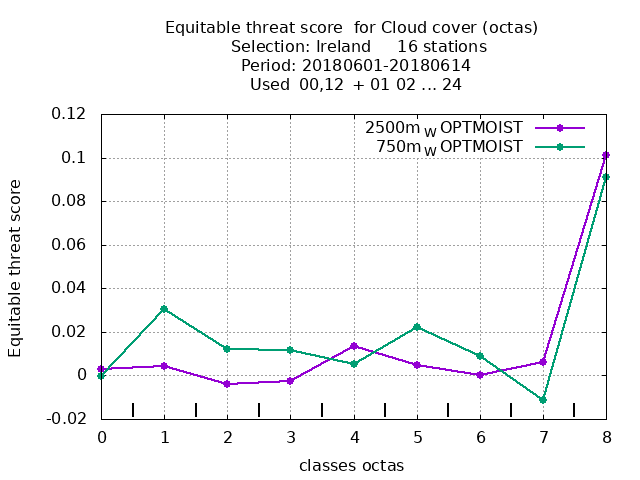 Equitable threat score  for Cloud cover (octas)
Selection: Ireland     16 stations
Period: 20180601-20180614
Used  00,12  + 01 02 ... 24
2500m W OPTMOIST
750m W OPTMOIST
0.12
0.1
0.08
0.06
0.04
0.02
0
-0.02
Equitable threat score
0 1 2 3 4 5 6 7 8
classes octas